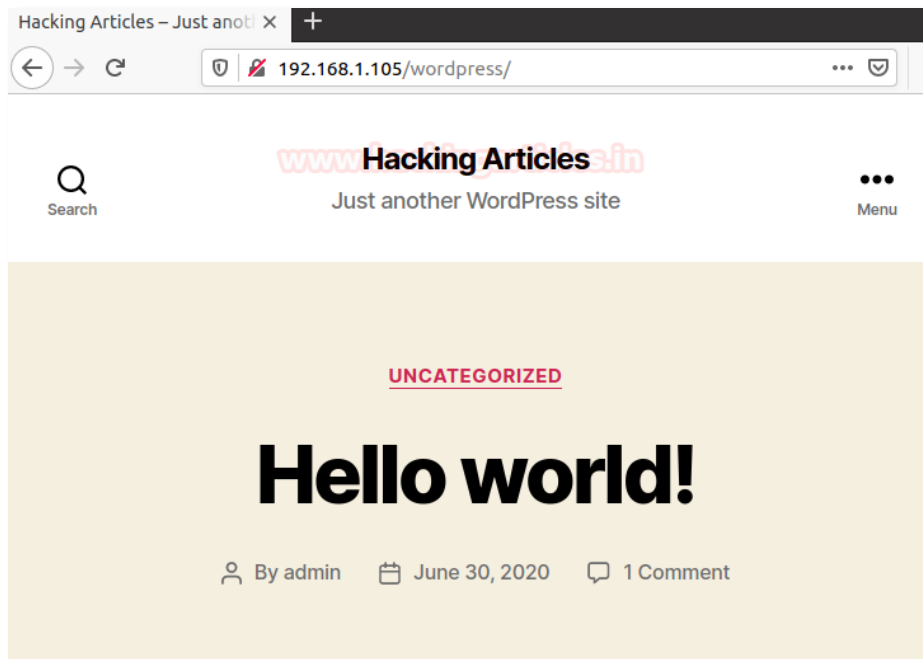 Hacking Articles – Just anoth
192.168.1.105/wordpress/
www.hackingarticles.in
Hacking Articles
Search
Just another WordPress site
Menu
UNCATEGORIZED
Hello world!
By admin June 30, 2020 1 Comment